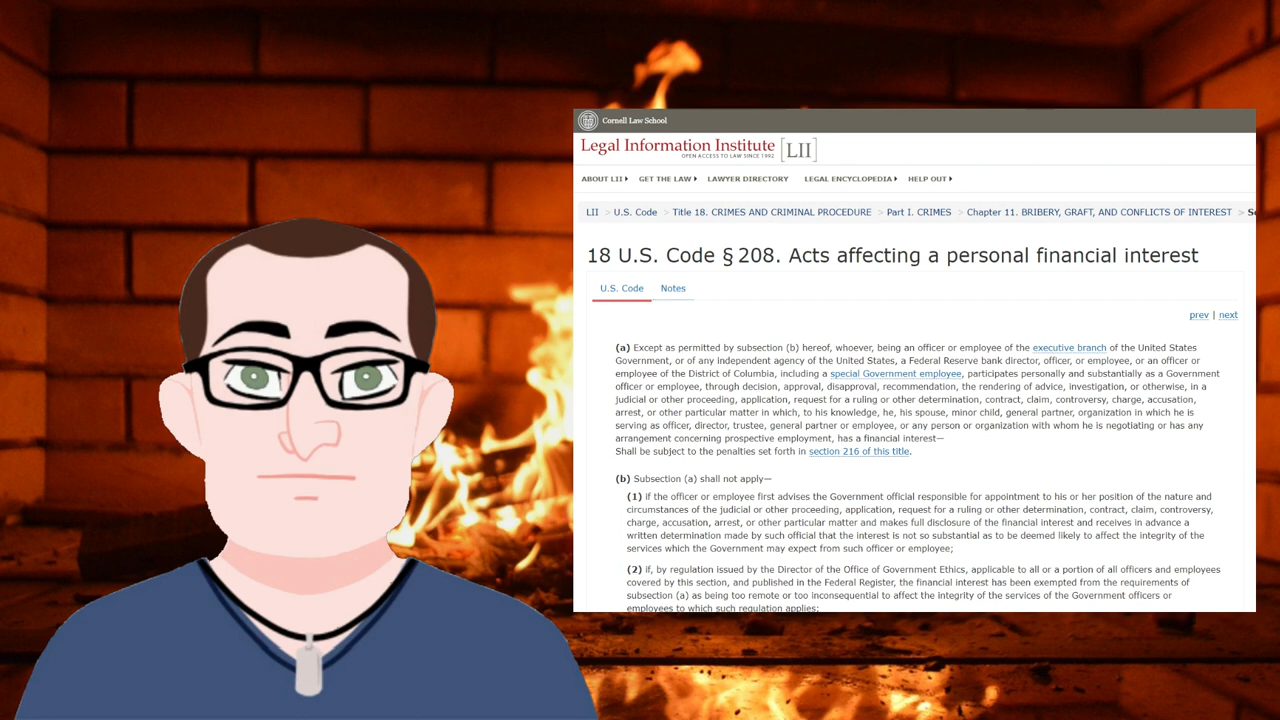 Cornell Law School
Legal Information Institute [LII]
OPEN ACCESS TO LAW SINCE 1992
ABOUT LII GET THE LAW LAWYER DIRECTORY LEGAL ENCYCLOPEDIA HELP OUT
LII > U.S. Code > Title 18. CRIMES AND CRIMINAL PROCEDURE > Part I. CRIMES > Chapter 11. BRIBERY, GRAFT, AND CONFLICTS OF INTEREST >
18 U.S. Code § 208. Acts affecting a personal financial interest
U.S. Code Notes
prev | next
(a) Except as permitted by subsection (b) hereof, whoever, being an officer or employee of the executive branch of the United States
Government, or of any independent agency of the United States, a Federal Reserve bank director, officer, or employee, or an officer or
employee of the District of Columbia, including a special Government employee, participates personally and substantially as a Government
officer or employee, through decision, approval, disapproval, recommendation, the rendering of advice, investigation, or otherwise, in a
judicial or other proceeding, application, request for a ruling or other determination, contract, claim, controversy, charge, accusation,
arrest, or other particular matter in which, to his knowledge, he, his spouse, minor child, general partner, organization in which he is
serving as officer, director, trustee, general partner or employee, or any person or organization with whom he is negotiating or has any
arrangement concerning prospective employment, has a financial interest—
Shall be subject to the penalties set forth in section 216 of this title.
(b) Subsection (a) shall not apply—
(1) if the officer or employee first advises the Government official responsible for appointment to his or her position of the nature and
circumstances of the judicial or other proceeding, application, request for a ruling or other determination, contract, claim, controversy,
charge, accusation, arrest, or other particular matter and makes full disclosure of the financial interest and receives in advance a
written determination made by such official that the interest is not so substantial as to be deemed likely to affect the integrity of the
services which the Government may expect from such officer or employee;
(2) if, by regulation issued by the Director of the Office of Government Ethics, applicable to all or a portion of all officers and employees
covered by this section, and published in the Federal Register, the financial interest has been exempted from the requirements of
subsection (a) as being too remote or too inconsequential to affect the integrity of the services of the Government officers or
employees to which such regulation applies;